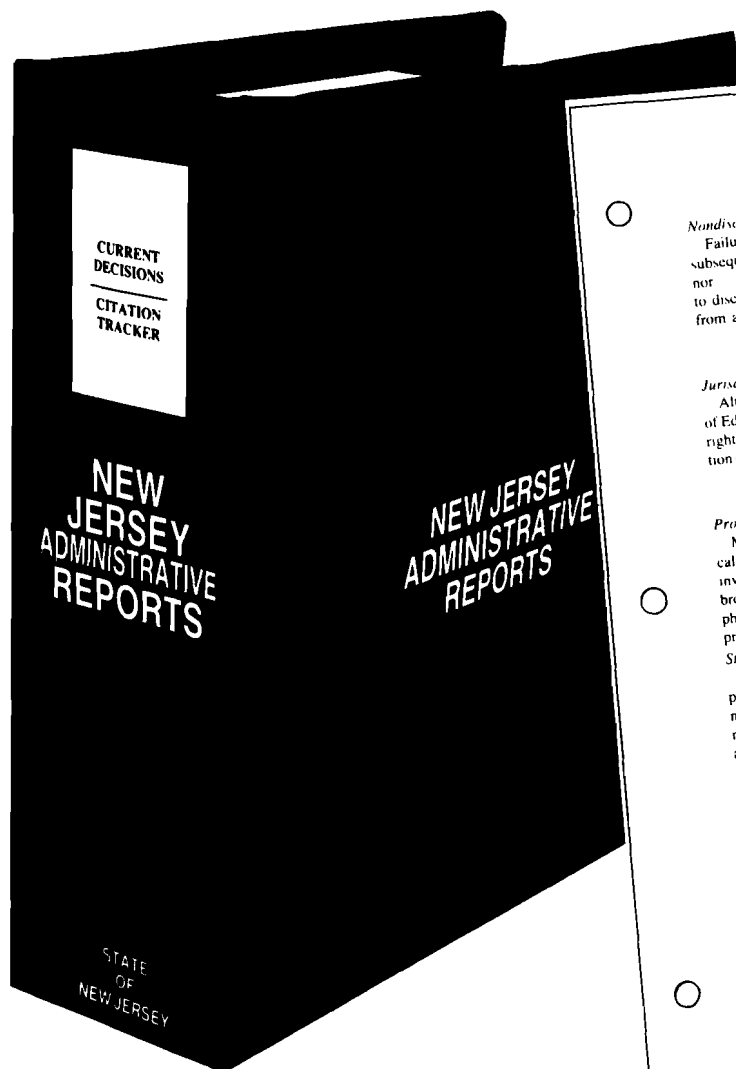 CURRENT
DECISIONS
CITATION
TRACKER
NEW
JERSEY
ADMINISTRATIVE
REPORTS
STATE
OF
NEW JERSEY
NEW JERSEY
ADMINISTRATIVE
REPORTS
Failu
subsequ
nor
to disc
from a
of Ed
right
tion
Pro
cal
inv
bro
ph
pr